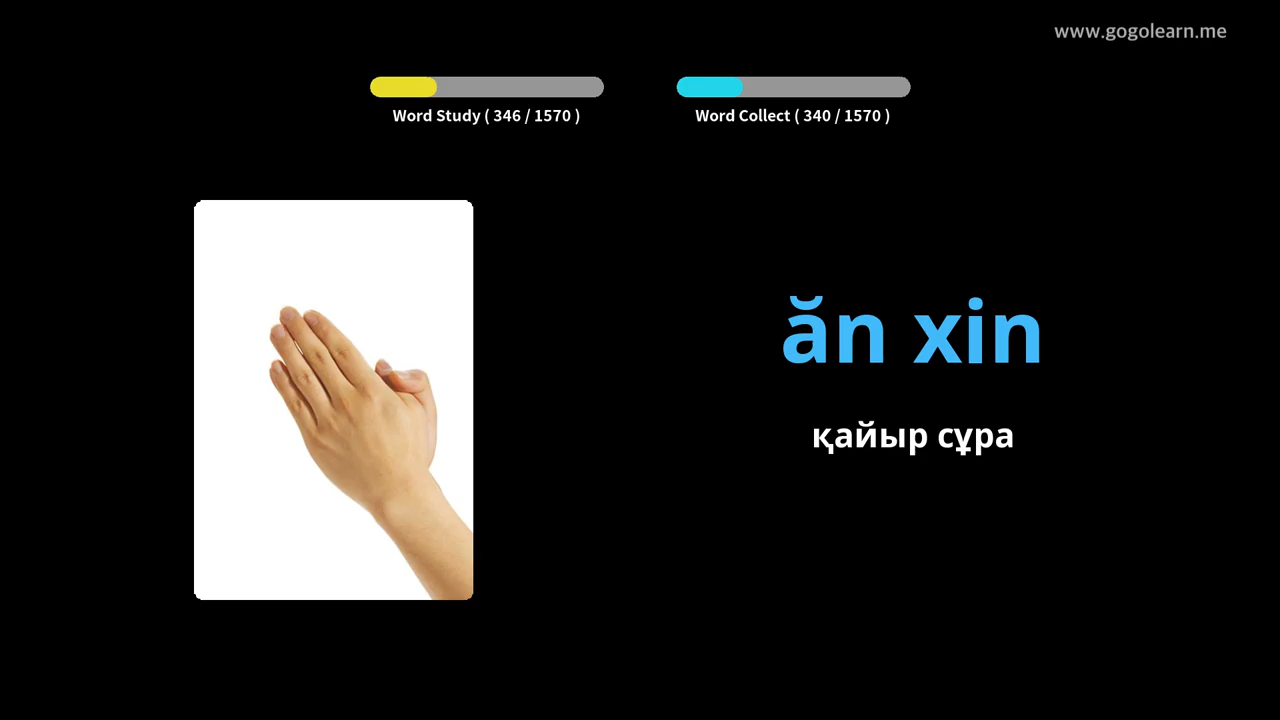 www.gogolearn.me
Word Study ( 346 / 1570 )
Word Collect ( 340 / 1570 )
ăn xin
қайыр сұра